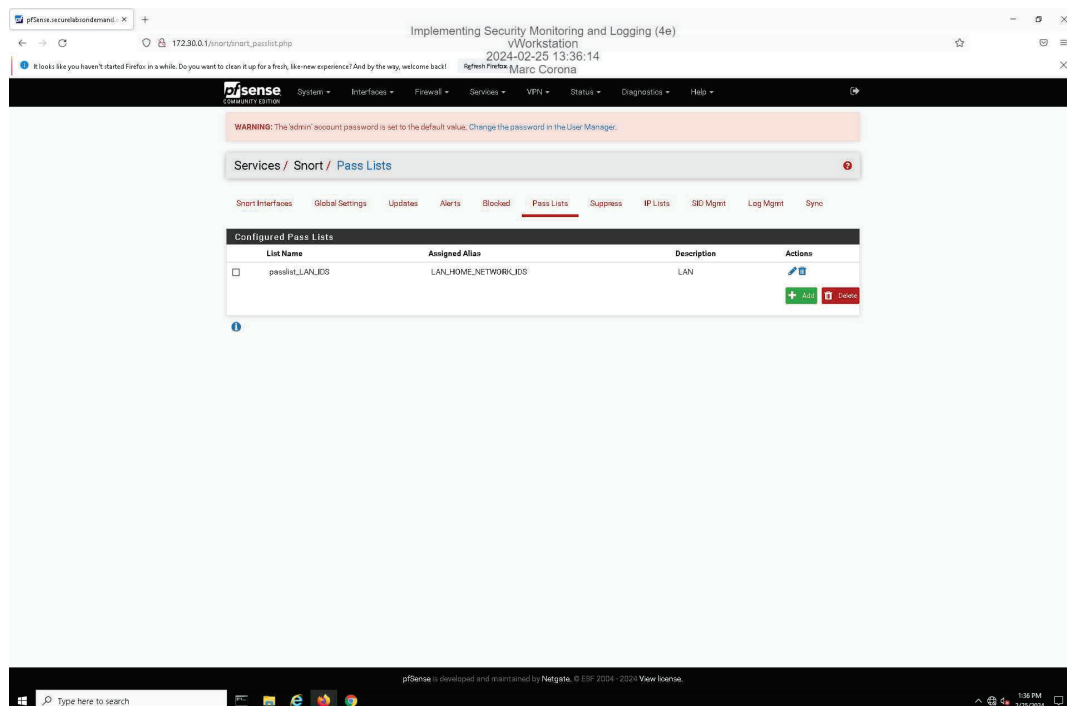 pfSense.securelabsondemand.
Implementing Security Monitoring and Logging (4e)
vWorkstation
2024-02-25 13:36:14
Marc Corona
172.30.0.1/snort/snort_passlist.php
It looks like you haven't started Firefox in a while. Do you want to clean it up for a fresh, like-new experience? And by the way, welcome back! Refresh Firefox
pfsense System Interfaces Firewall Services VPN Status Diagnostics Help
COMMUNITY EDITION
WARNING: The 'admin' account password is set to the default value. Change the password in the User Manager.
Services / Snort / Pass Lists
Snort Interfaces Global Settings Updates Alerts Blocked Pass Lists Suppress IP Lists SID Mgmt Log Mgmt Sync
Configured Pass Lists
List Name Assigned Alias Description Actions
passlist_LAN_IDS LAN_HOME_NETWORK_IDS LAN
Add Delete
pfSense is developed and maintained by Netgate. © ESF 2004 - 2024 View license.
Type here to search
1:36 PM
2/25/2024